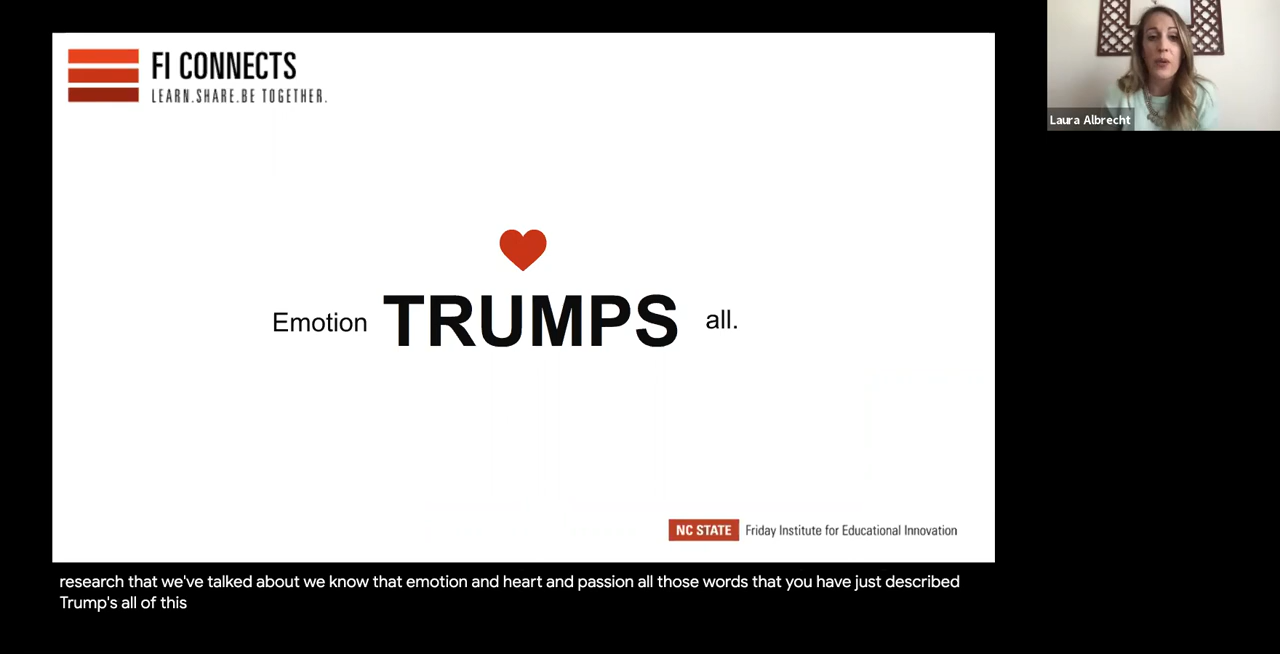 FI CONNECTS
LEARN.SHARE.BE TOGETHER.
Laura Albrecht
Emotion TRUMPS all.
NC STATE Friday Institute for Educational Innovation
research that we've talked about we know that emotion and heart and passion all those words that you have just described
Trump's all of this